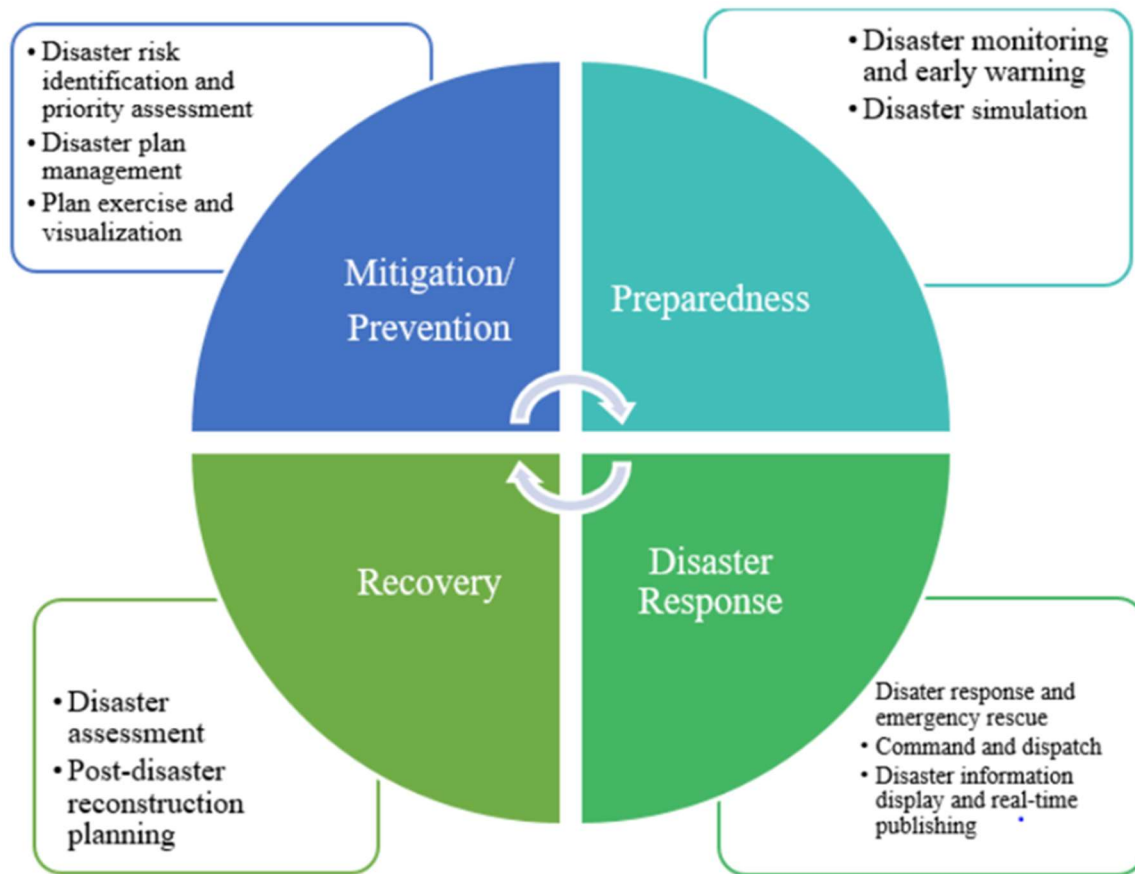 • Disaster risk
identification and
priority assessment
• Disaster plan
management
• Plan exercise and
visualization
• Disaster monitoring
and early warning
• Disaster simulation
Mitigation/
Prevention
Preparedness
Recovery
Disaster
Response
• Disaster
assessment
• Post-disaster
reconstruction
planning
Disater response and
emergency rescue
• Command and dispatch
• Disaster information
display and real-time
publishing